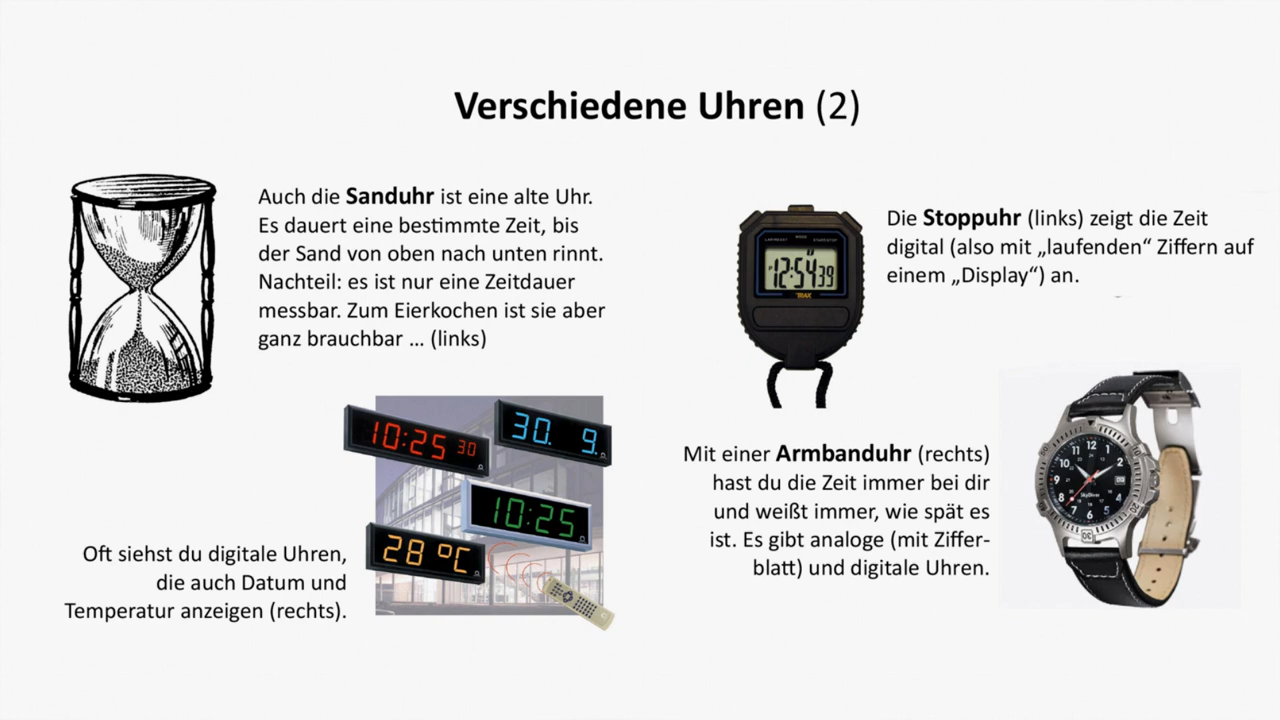 Verschiedene Uhren (2)
Auch die Sanduhr ist eine alte Uhr.
Es dauert eine bestimmte Zeit, bis
der Sand von oben nach unten rinnt.
Nachteil: es ist nur eine Zeitdauer
messbar. Zum Eierkochen ist sie aber
ganz brauchbar ... (links)
12:54 39
TRAX
Die Stoppuhr (links) zeigt die Zeit
digital (also mit „laufenden“ Ziffern auf
einem „Display“) an.
10:25 30
30. 9.
10:25
28 °C
Oft siehst du digitale Uhren,
die auch Datum und
Temperatur anzeigen (rechts).
Mit einer Armbanduhr (rechts)
hast du die Zeit immer bei dir
und weißt immer, wie spät es
ist. Es gibt analoge (mit Ziffer-
blatt) und digitale Uhren.